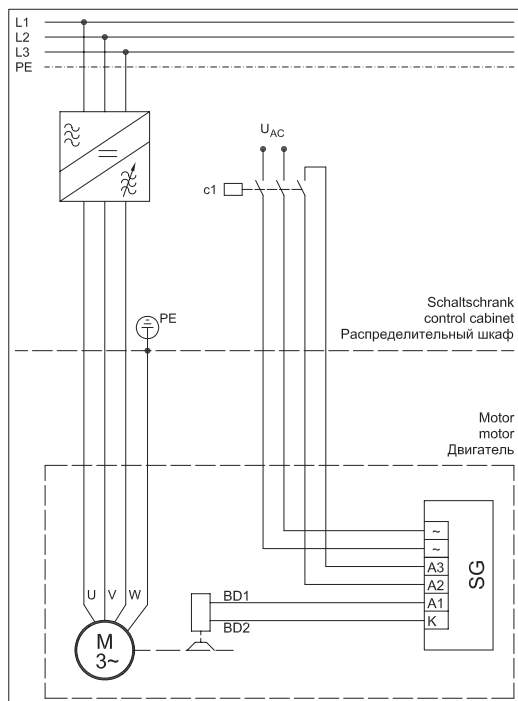 L1
L2
L3
PE
U AC
c1
PE
Schaltschrank
control cabinet
Распределительный шкаф
Motor
motor
Двигатель
~
~
A3
A2
A1
K
SG
BD1
BD2
U V W
M
3~